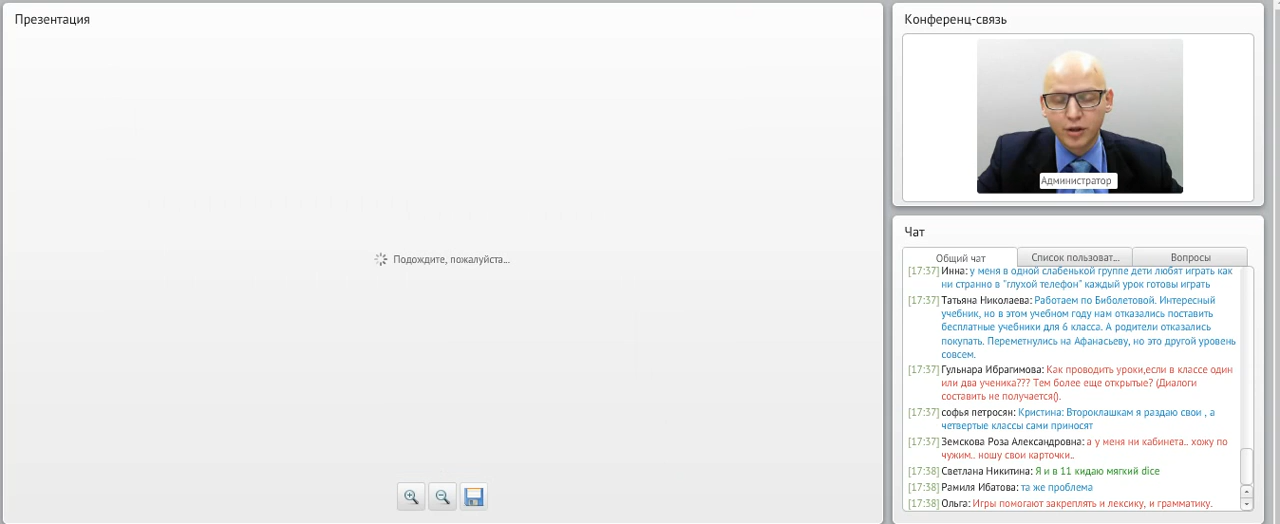 Презентация
Подождите, пожалуйста...
Конференц-связь
Администратор
Чат
Общий чат
Список пользоват...
Вопросы
[17:37] Инна: у меня в одной слабенькой группе дети любят играть как
ни странно в "глухой телефон" каждый урок готовы играть
[17:37] Татьяна Николаева: Работаем по Биболетовой. Интересный
учебник, но в этом учебном году нам отказались поставить
бесплатные учебники для 6 класса. А родители отказались
покупать. Переметнулись на Афанасьеву, но это другой уровень
совсем.
[17:37] Гульнара Ибрагимова: Как проводить уроки,если в классе один
или два ученика??? Тем более еще открытые? (Диалоги
составить не получается().
[17:37] софья петросян: Кристина: Второклашкам я раздаю свои , а
четвертые классы сами приносят
[17:37] Земскова Роза Александровна: а у меня ни кабинета.. хожу по
чужим.. ношу свои карточки..
[17:38] Светлана Никитина: Я и в 11 кидаю мягкий dice
[17:38] Рамиля Ибатова: та же проблема
[17:38] Ольга: Игры помогают закреплять и лексику, и грамматику.